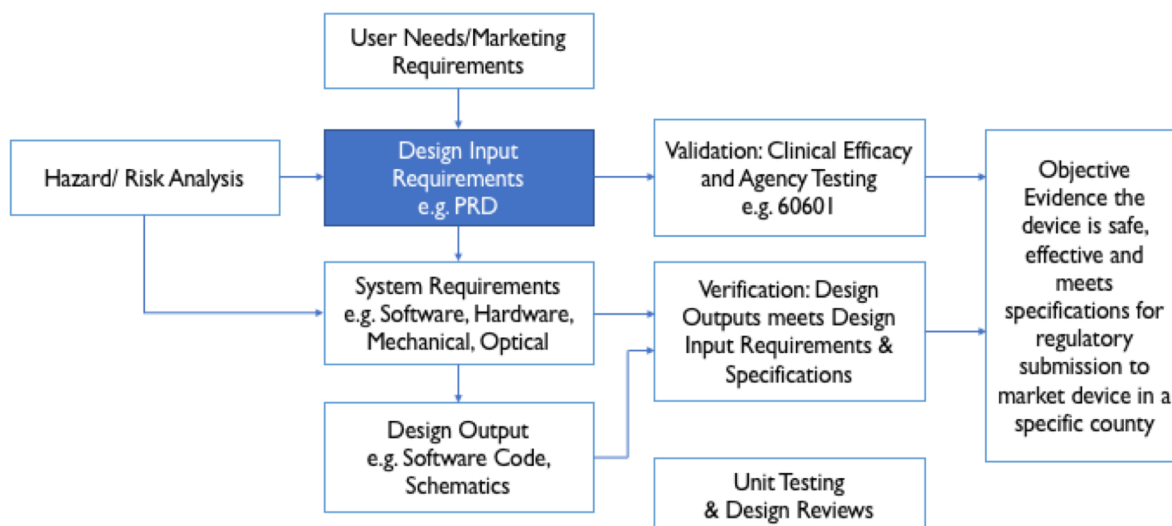 User Needs/Marketing
Requirements
Hazard/ Risk Analysis
Design Input
Requirements
e.g. PRD
Validation: Clinical Efficacy
and Agency Testing
e.g. 60601
Objective
Evidence the
device is safe,
effective and
meets
specifications for
regulatory
submission to
market device in a
specific county
System Requirements
e.g. Software, Hardware,
Mechanical, Optical
Verification: Design
Outputs meets Design
Input Requirements &
Specifications
Design Output
e.g. Software Code,
Schematics
Unit Testing
& Design Reviews